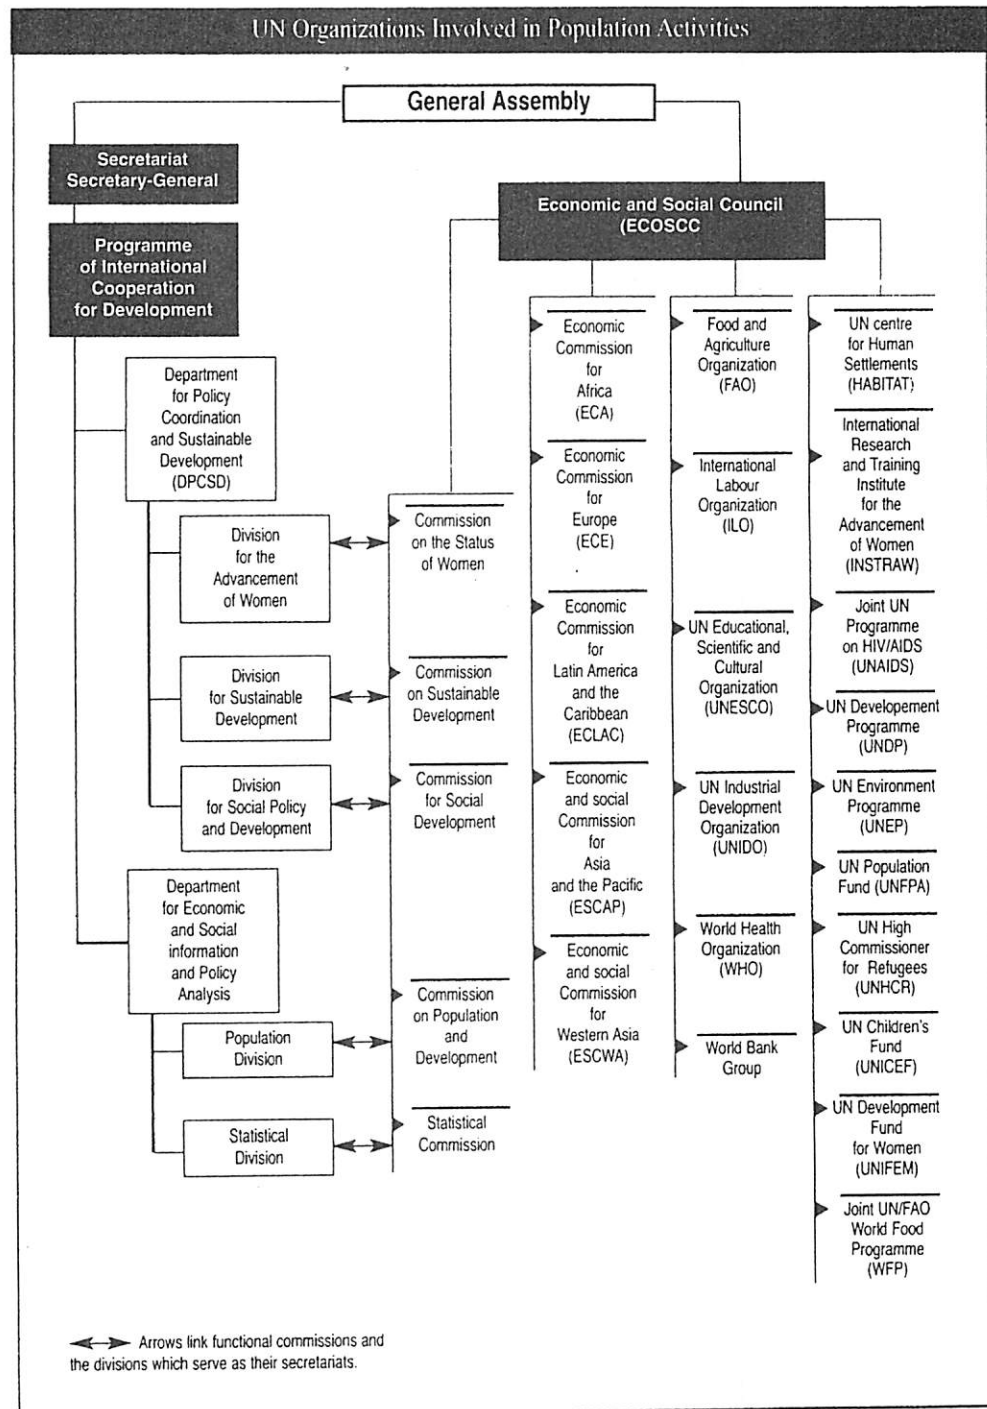 UN Organizations Involved in Population Activities
General Assembly
Secretariat
Secretary-General
Programme
of International
Cooperation
for Development
Economic and Social Council
(ECOSCC
Department
for Policy
Coordination
and Sustainable
Development
(DPCSD)
Division
for the
Advancement
of Women
Division
for Sustainable
Development
Division
for Social Policy
and Development
Department
for Economic
and Social
information
and Policy
Analysis
Population
Division
Statistical
Division
Commission
on the Status
of Women
Commission
on Sustainable
Development
Commission
for Social
Development
Commission
on Population
and
Development
Statistical
Commission
Economic
Commission
for
Africa
(ECA)
Economic
Commission
for
Europe
(ECE)
Economic
Commission
for
Latin America
and the
Caribbean
(ECLAC)
Economic
and social
Commission
for
Asia
and the Pacific
(ESCAP)
Economic
and social
Commission
for
Western Asia
(ESCWA)
Food and
Agriculture
Organization
(FAO)
International
Labour
Organization
(ILO)
UN Educational,
Scientific and
Cultural
Organization
(UNESCO)
UN Industrial
Development
Organization
(UNIDO)
World Health
Organization
(WHO)
World Bank
Group
UN centre
for Human
Settlements
(HABITAT)
International
Research
and Training
Institute
for the
Advancement
of Women
(INSTRAW)
Joint UN
Programme
on HIV/AIDS
(UNAIDS)
UN Developement
Programme
(UNDP)
UN Environment
Programme
(UNEP)
UN Population
Fund (UNFPA)
UN High
Commissioner
for Refugees
(UNHCR)
UN Children's
Fund
(UNICEF)
UN Development
Fund
for Women
(UNIFEM)
Joint UN/FAO
World Food
Programme
(WFP)
Arrows link functional commissions and
the divisions which serve as their secretariats.